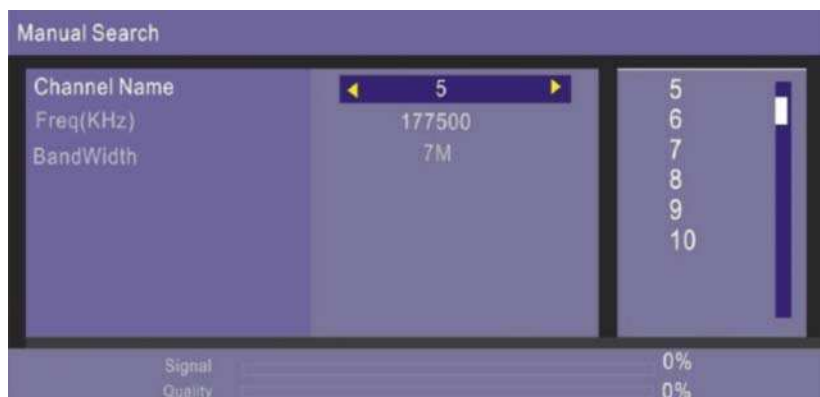 Manual Search
Channel Name 5
Freq(KHz) 177500
BandWidth 7M
5
6
7
8
9
10
Signal 0%
Quality 0%